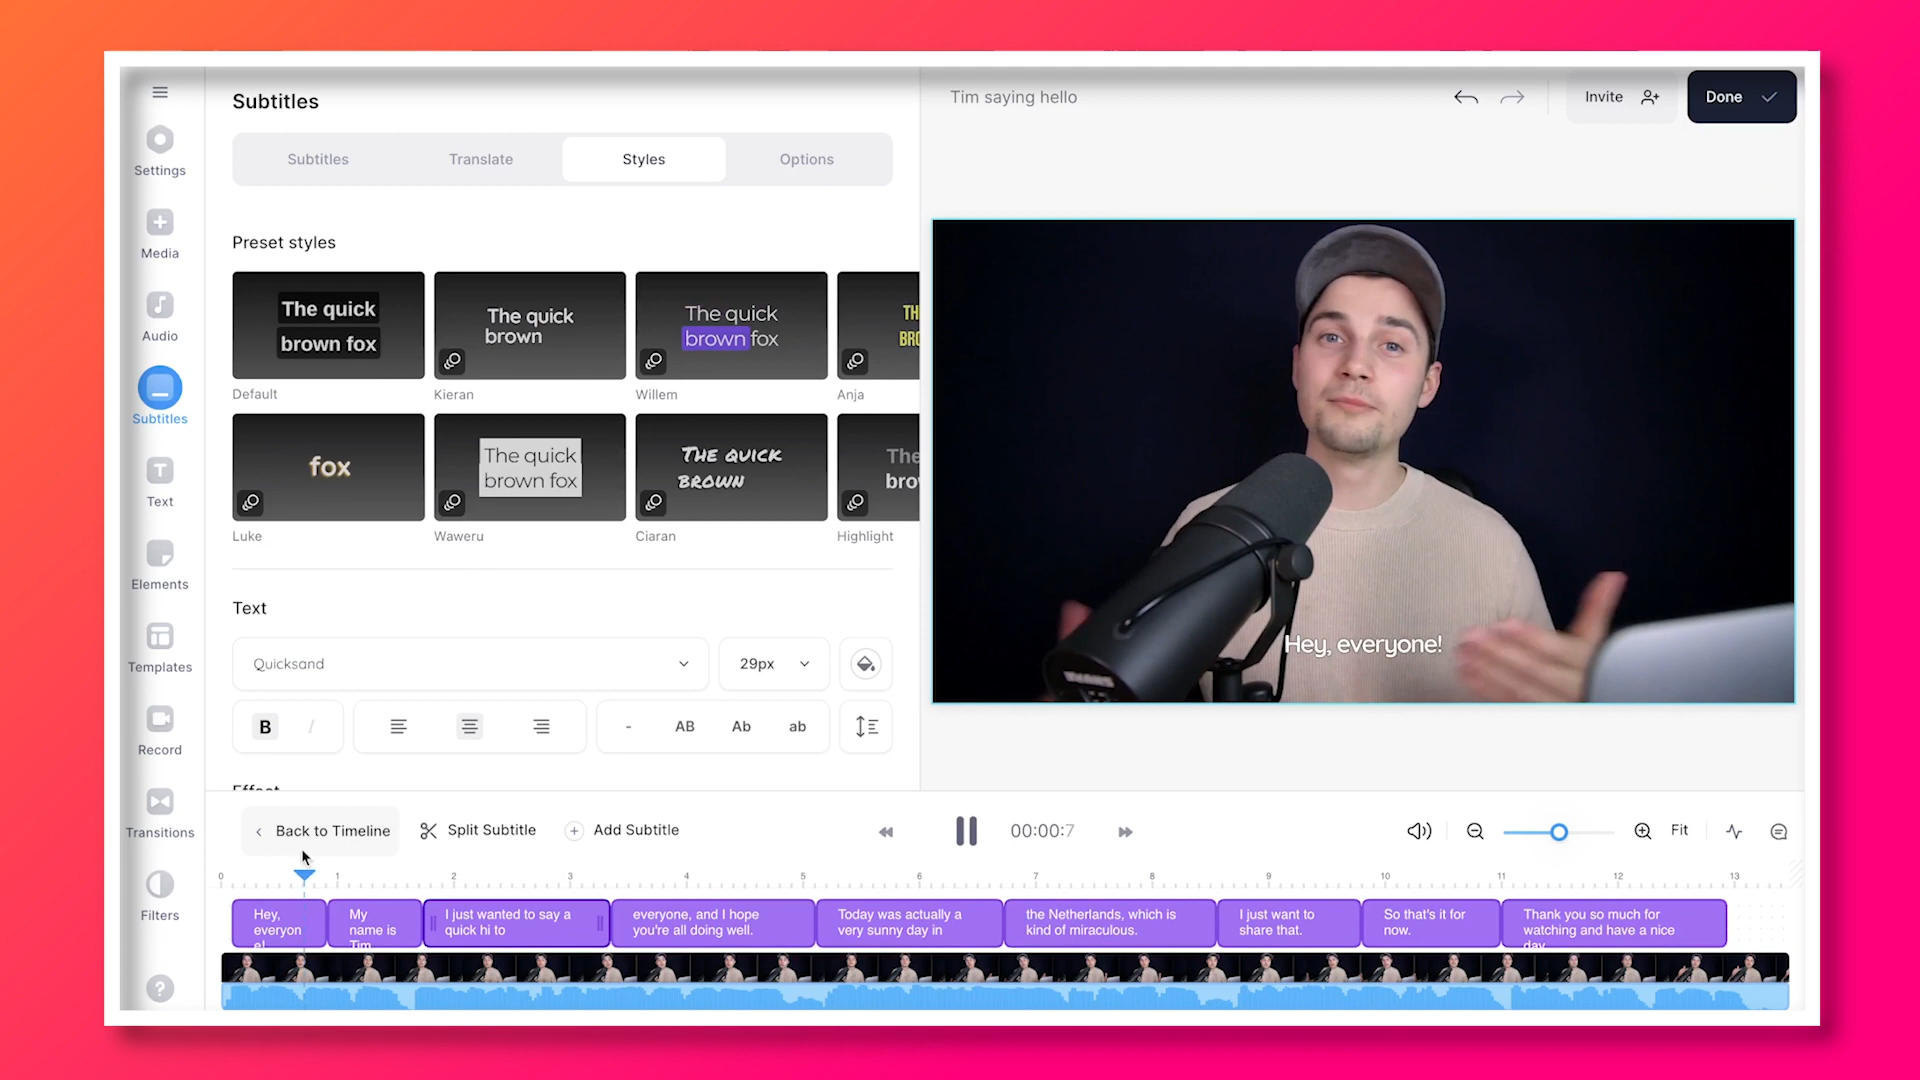 Settings
Media
Audio
Subtitles
Text
Elements
Templates
Record
Transitions
Filters
?
Subtitles
Subtitles
Translate
Styles
Options
Preset styles
The quick
brown fox
Default
The quick
brown
Kieran
The quick
brown fox
Willem
TH
BRO
Anja
fox
Luke
The quick
brown fox
Waweru
THE QUICK
BROWN
Ciaran
The
bro
Highlight
Text
Quicksand
29px
B
I
-
AB
Ab
ab
Effect
Tim saying hello
Invite
Done
Hey, everyone!
Back to Timeline
Split Subtitle
Add Subtitle
00:00:7
Fit
0 1 2 3 4 5 6 7 8 9 10 11 12 13
Hey,
everyon
e!
My
name is
Tim
I just wanted to say a
quick hi to
everyone, and I hope
you're all doing well.
Today was actually a
very sunny day in
the Netherlands, which is
kind of miraculous.
I just want to
share that.
So that's it for
now.
Thank you so much for
watching and have a nice
day